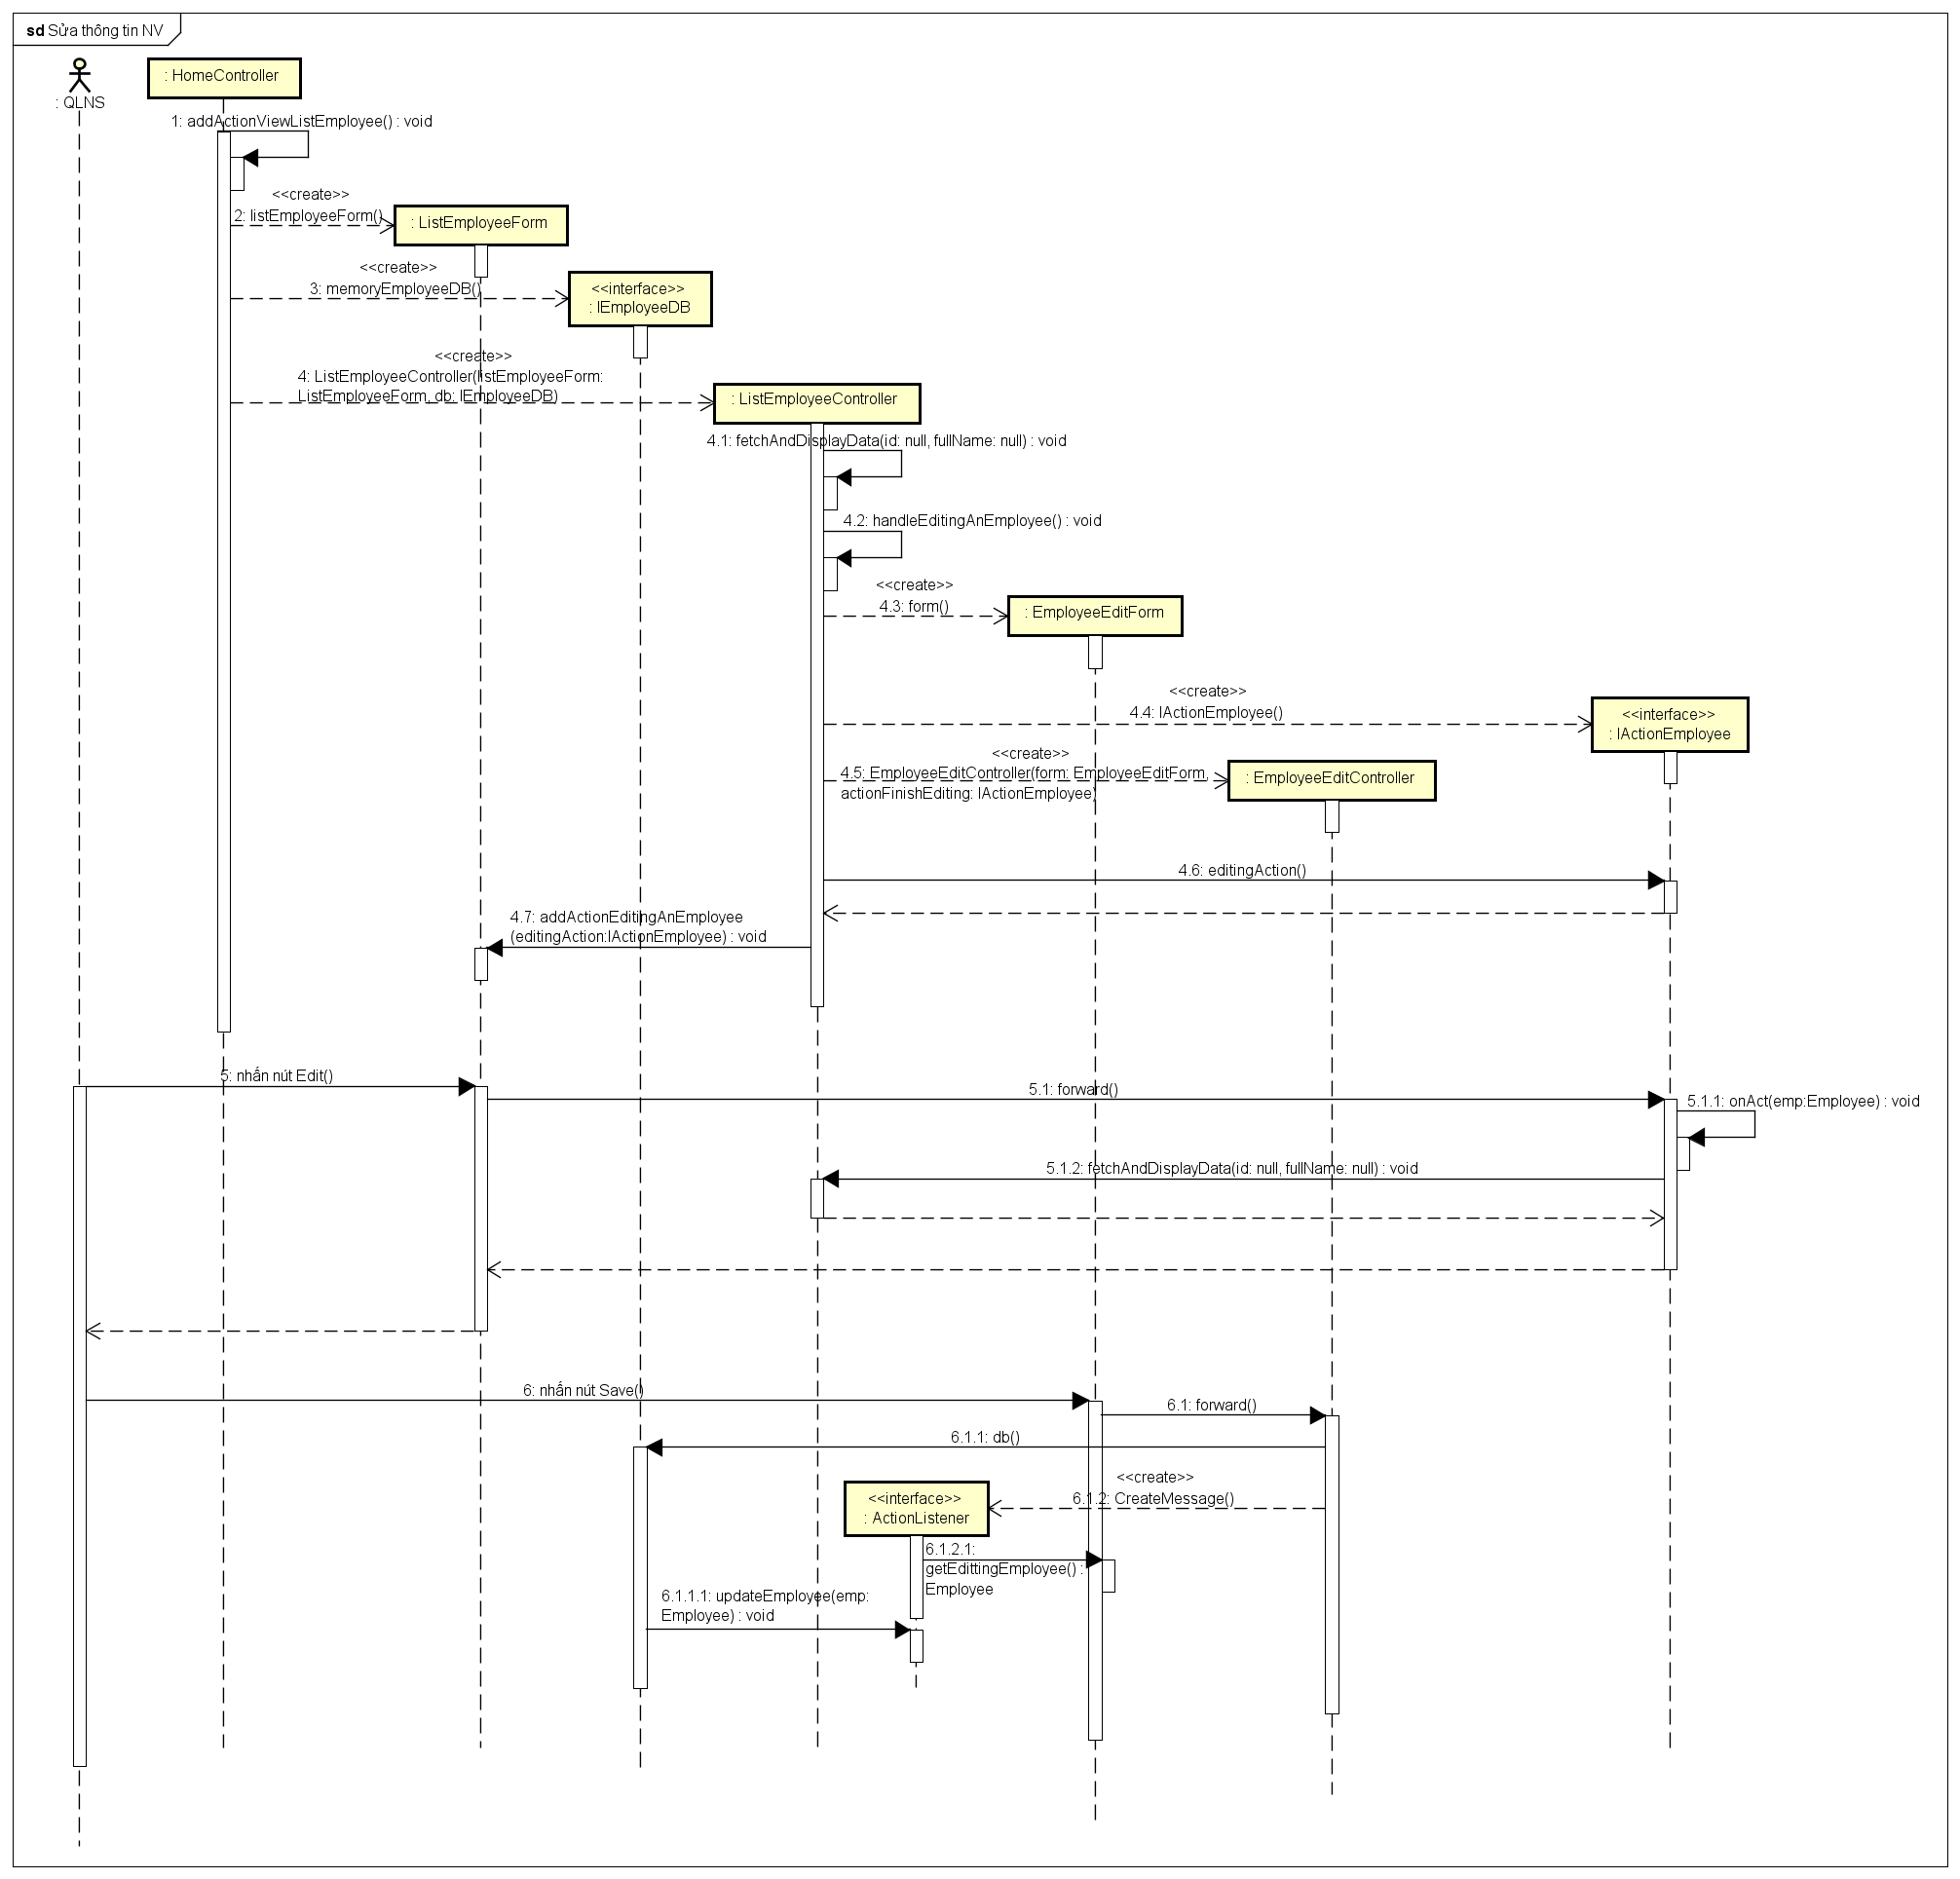 sd Sửa thông tin NV
: QLNS
: HomeController
1: addActionViewListEmployee() : void
<<create>>
2: listEmployeeForm()
: ListEmployeeForm
<<create>>
3: memoryEmployeeDB()
<<interface>>
: IEmployeeDB
<<create>>
4: ListEmployeeController(listEmployeeForm:
ListEmployeeForm, db: IEmployeeDB)
: ListEmployeeController
4.1: fetchAndDisplayData(id: null, fullName: null) : void
4.2: handleEditingAnEmployee() : void
<<create>>
4.3: form()
: EmployeeEditForm
<<create>>
4.4: IActionEmployee()
<<interface>>
: IActionEmployee
<<create>>
4.5: EmployeeEditController(form: EmployeeEditForm,
actionFinishEditing: IActionEmployee)
: EmployeeEditController
4.6: editingAction()
4.7: addActionEditingAnEmployee
(editingAction:IActionEmployee) : void
5: nhấn nút Edit()
5.1: forward()
5.1.1: onAct(emp:Employee) : void
5.1.2: fetchAndDisplayData(id: null, fullName: null) : void
6: nhấn nút Save()
6.1: forward()
6.1.1: db()
<<create>>
6.1.2: CreateMessage()
<<interface>>
: ActionListener
6.1.2.1:
getEdittingEmployee() :
Employee
6.1.1.1: updateEmployee(emp:
Employee) : void